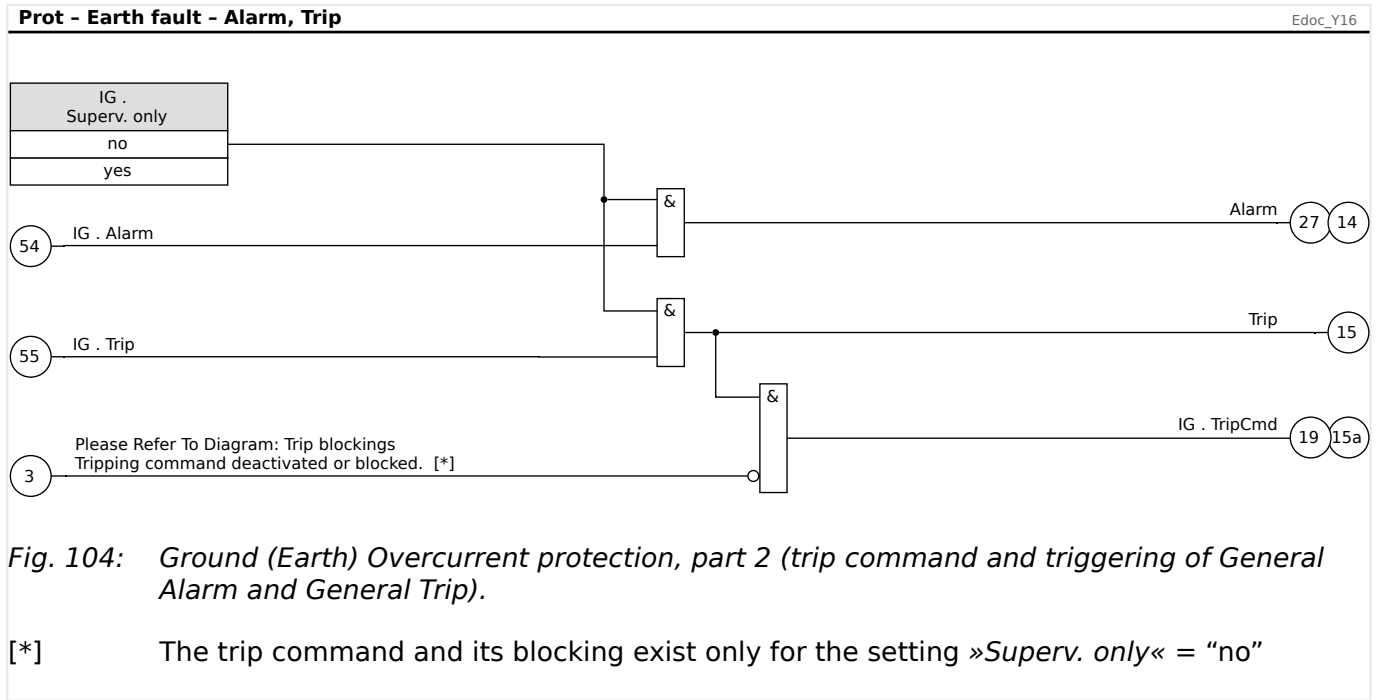 Prot – Earth fault – Alarm, Trip
Edoc_Y16
IG .
Superv. only
no
yes
&
Alarm
27
14
54
IG . Alarm
&
Trip
15
55
IG . Trip
&
IG . TripCmd
19
15a
Please Refer To Diagram: Trip blockings
Tripping command deactivated or blocked. [*]
3
Fig. 104: Ground (Earth) Overcurrent protection, part 2 (trip command and triggering of General
Alarm and General Trip).
[*] The trip command and its blocking exist only for the setting »Superv. only« = “no”